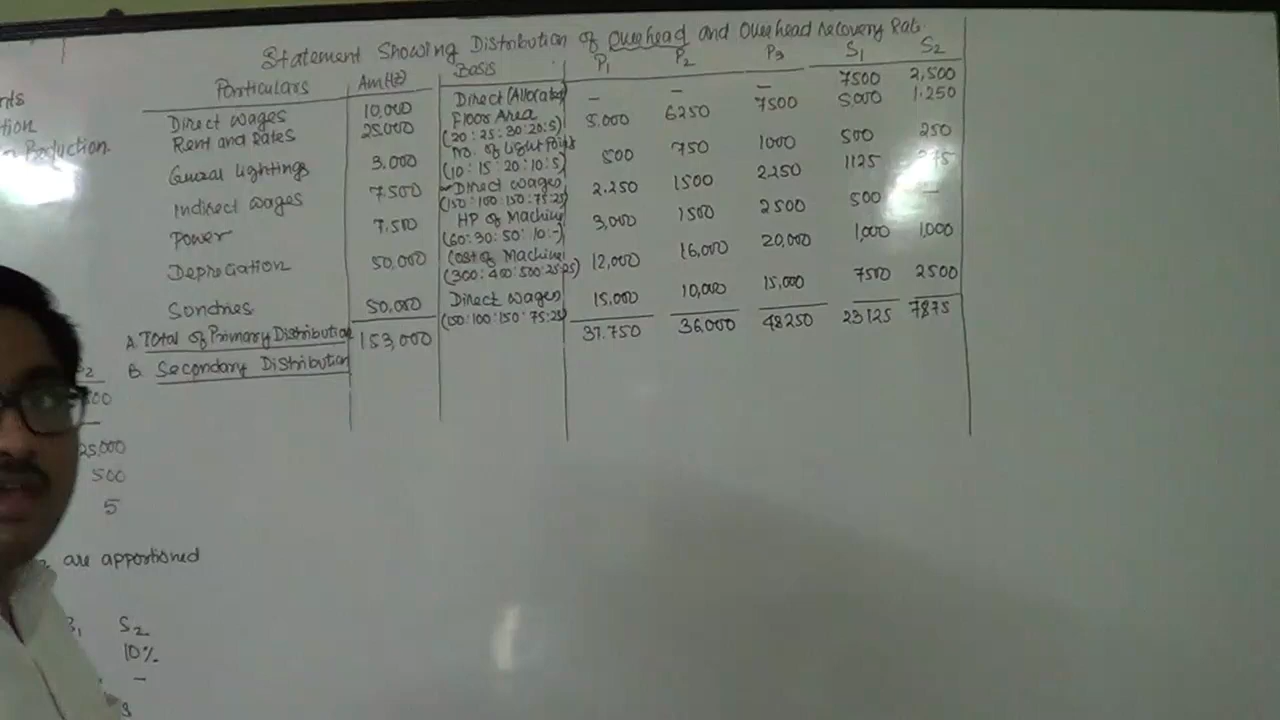 Statement Showing Distribution of Overhead and Overhead recovery Rate
Particulars Am(₹) Basis P1 P2 P3 S1 S2
Direct wages 10,000 Direct (Allocated) – – – 7500 2,500
Rent and Rates 25,000 Floor Area (20:25:30:20:5) 5,000 6250 7500 5000 1,250
General lightings 3,000 No. of Light Points (10:15:20:10:5) 500 750 1000 500 250
Indirect wages 7,500 Direct wages (150:100:150:75:25) 2,250 1500 2250 1125 375
Power 7,500 HP of Machine (60:30:50:10:-) 3,000 1500 2500 500 –
Depreciation 50,000 Cost of Machine (300:400:500:25:25) 12,000 16,000 20,000 1,000 1,000
Sundries 50,000 Direct wages (150:100:150:75:25) 15,000 10,000 15,000 7500 2500
A. Total of Primary Distribution 153,000 37,750 36,000 48250 23125 7875
B. Secondary Distribution
nts
tion
Production
2
500
–
25,000
500
5
are apportioned
S1 S2
10%
–